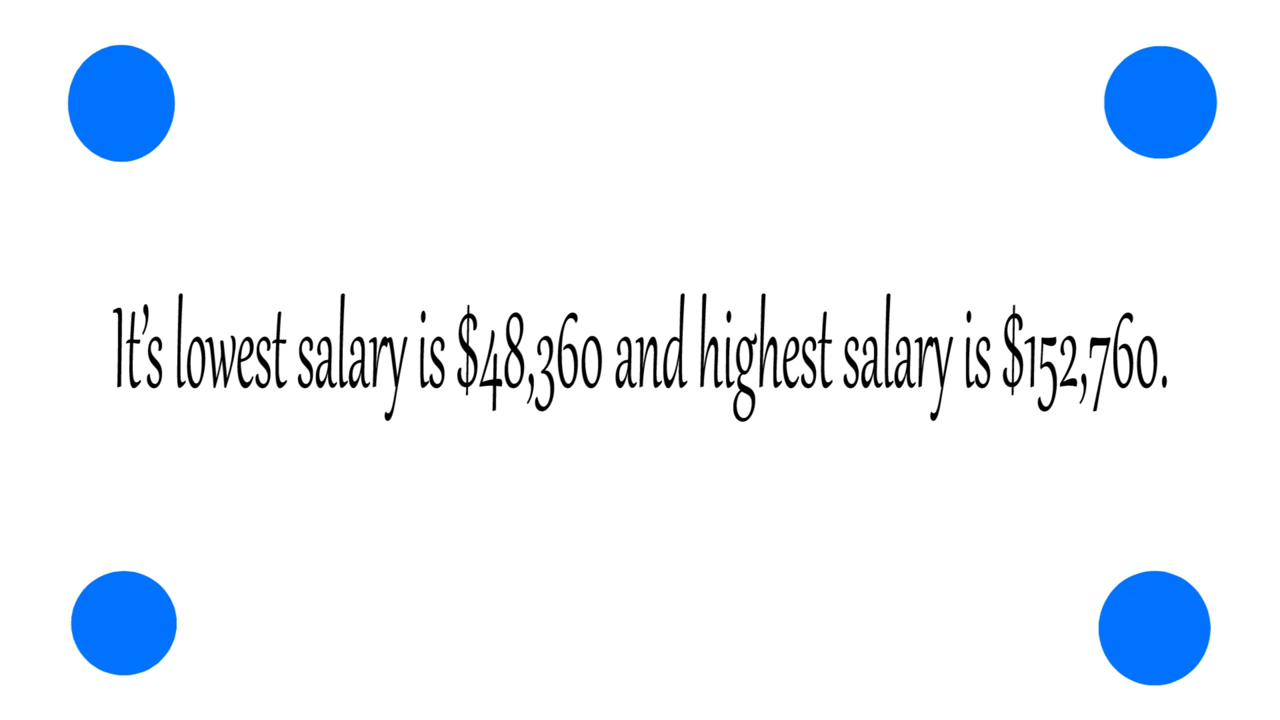 It’s lowest salary is $48,360 and highest salary is $152,760.